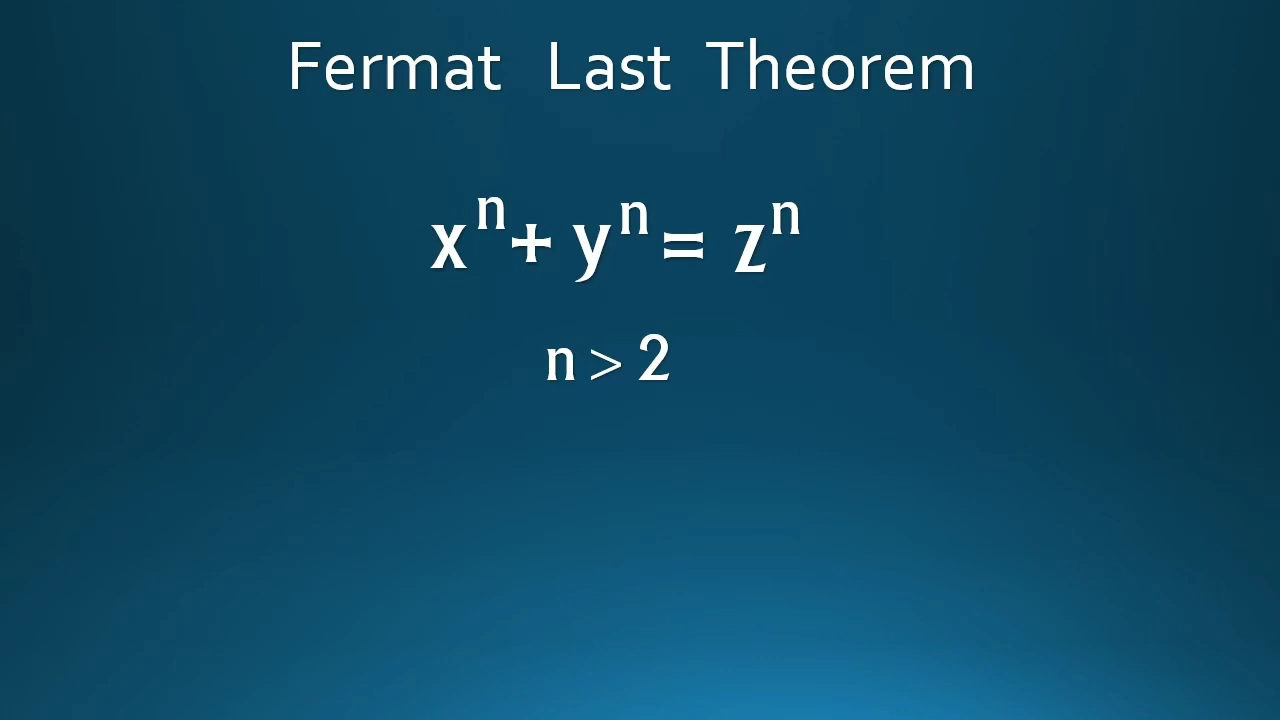 Fermat Last Theorem
xⁿ + yⁿ = zⁿ
n > 2